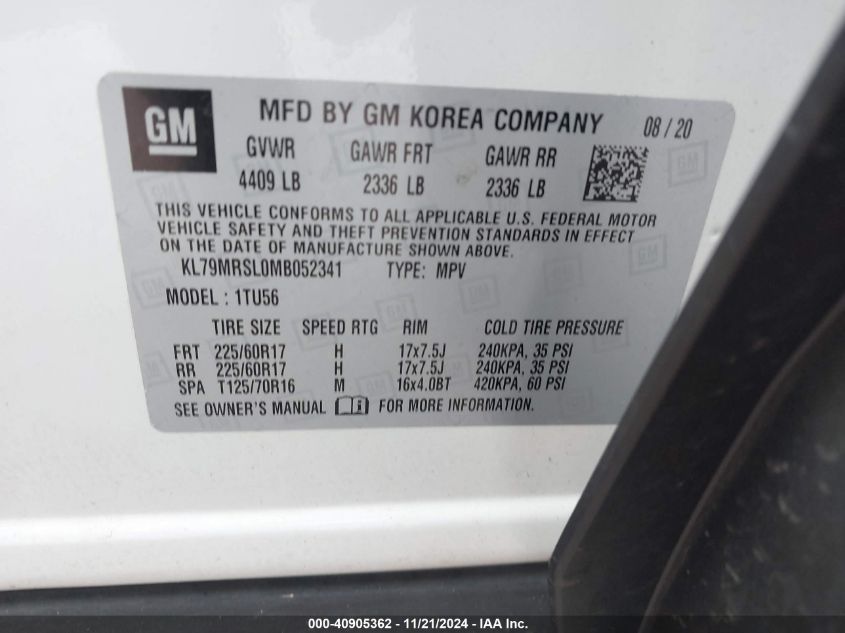 GM
MFD BY GM KOREA COMPANY 08 / 20
GVWR GAWR FRT GAWR RR
4409 LB 2336 LB 2336 LB
THIS VEHICLE CONFORMS TO ALL APPLICABLE U.S. FEDERAL MOTOR
VEHICLE SAFETY AND THEFT PREVENTION STANDARDS IN EFFECT
ON THE DATE OF MANUFACTURE SHOWN ABOVE.
KL79MRSL0MB052341 TYPE: MPV
MODEL : 1TU56
TIRE SIZE SPEED RTG RIM COLD TIRE PRESSURE
FRT 225/60R17 H 17x7.5J 240KPA, 35 PSI
RR 225/60R17 H 17x7.5J 240KPA, 35 PSI
SPA T125/70R16 M 16x4.0BT 420KPA, 60 PSI
SEE OWNER'S MANUAL i FOR MORE INFORMATION.
000-40905362 - 11/21/2024 - IAA Inc.